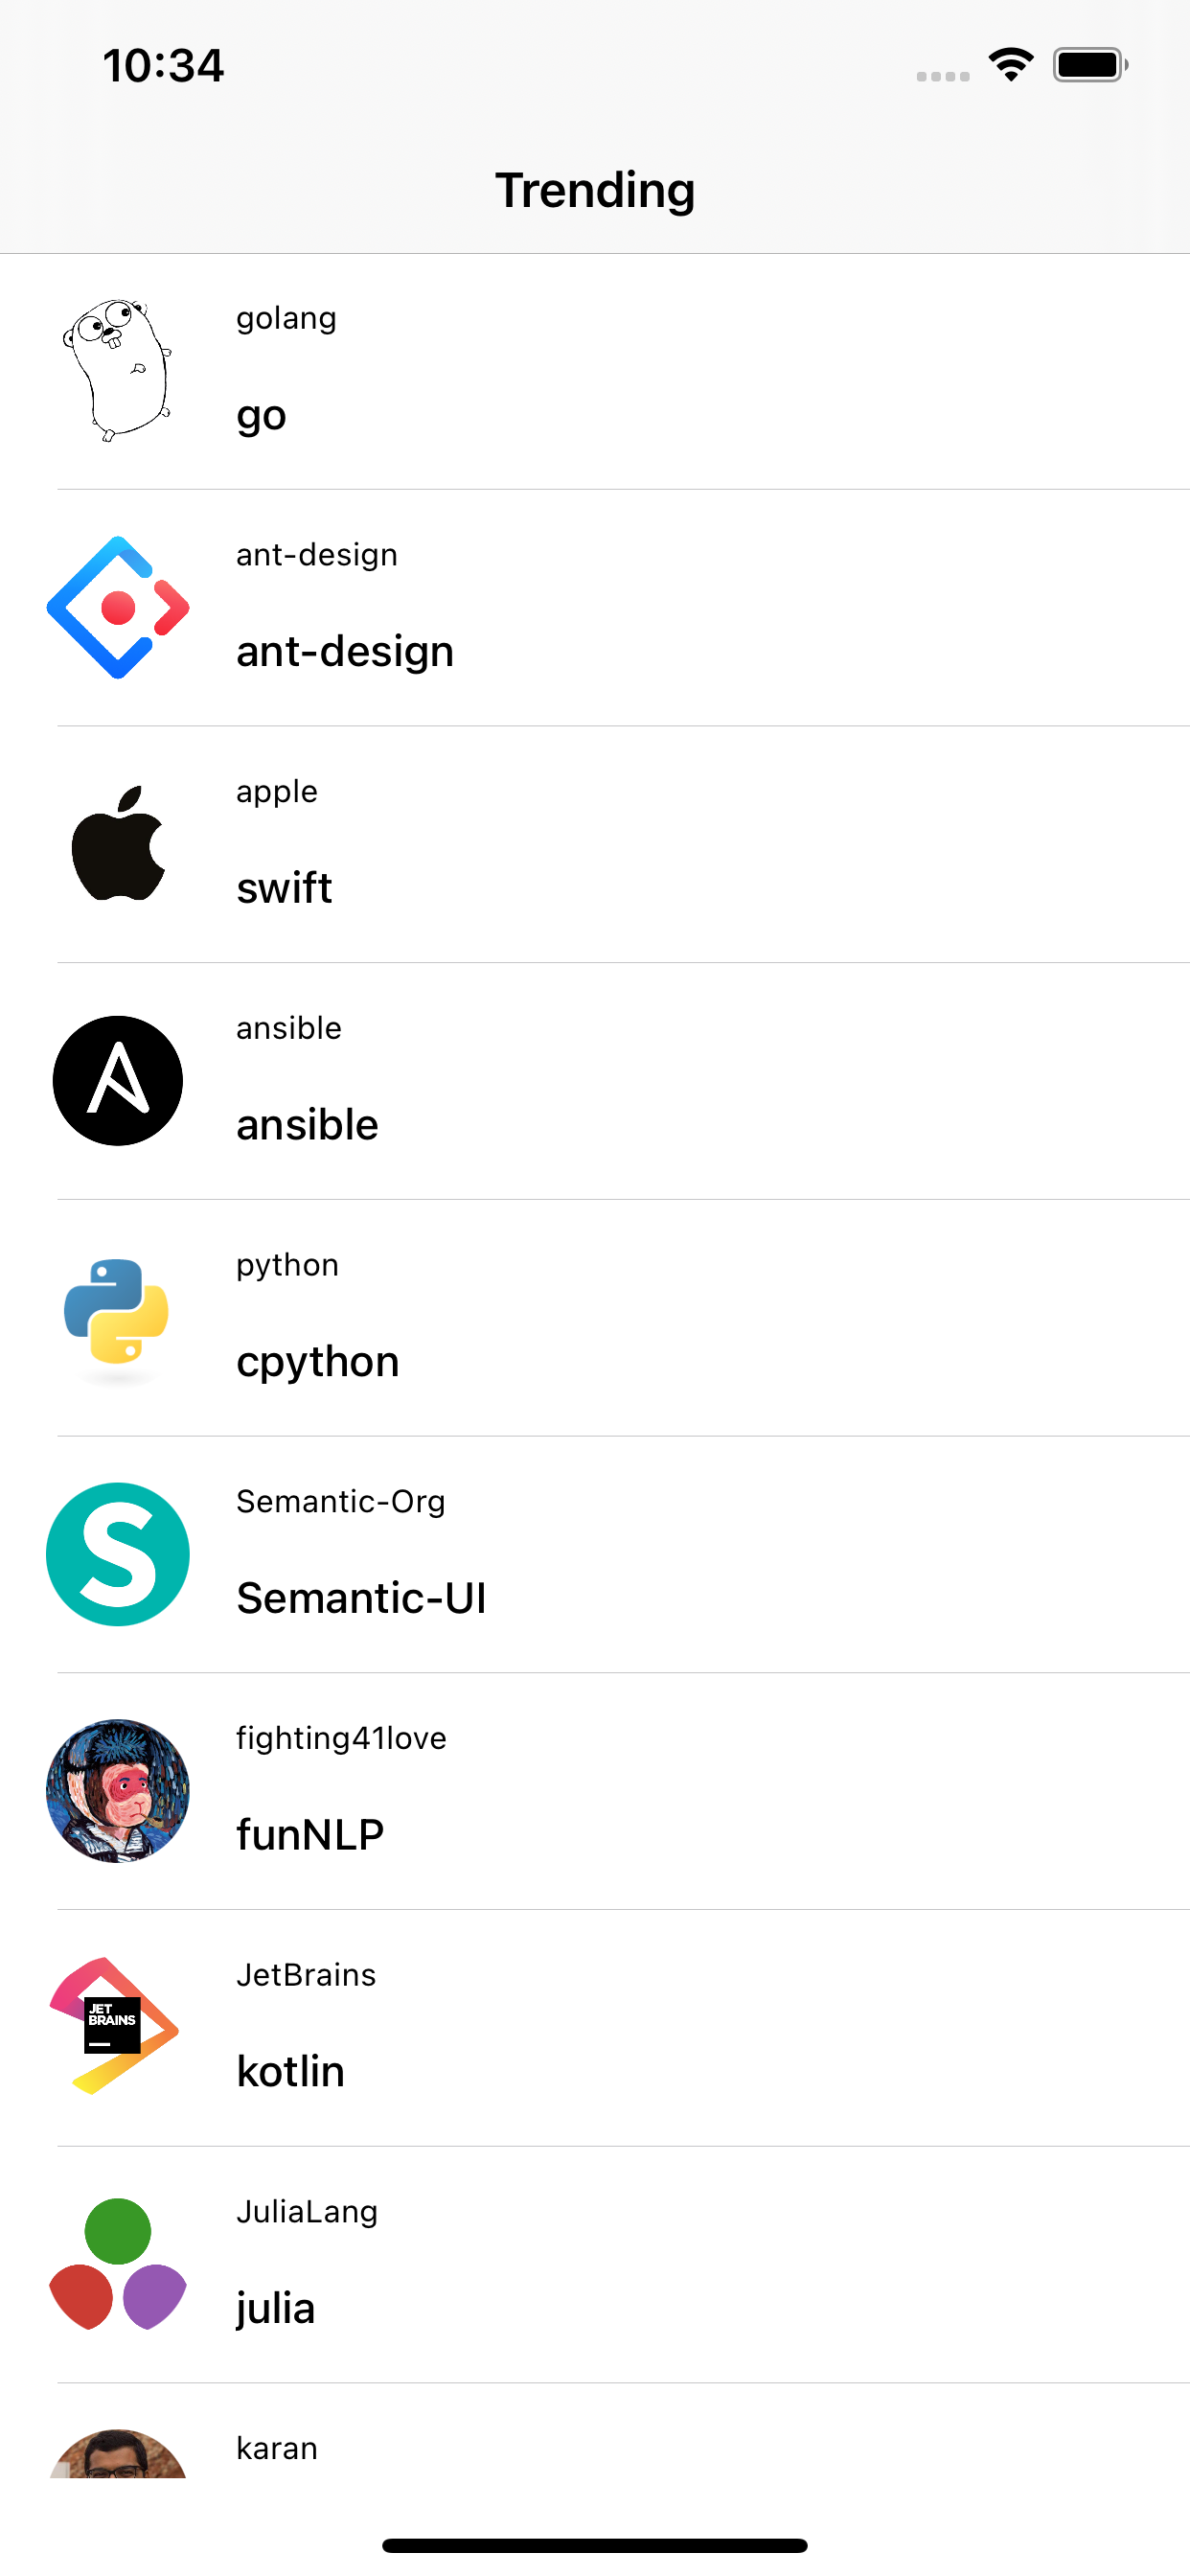 10:34
Trending
golang
go
ant-design
ant-design
apple
swift
ansible
ansible
python
cpython
Semantic-Org
Semantic-UI
fighting41love
funNLP
JetBrains
JET
BRAINS
kotlin
JuliaLang
julia
karan